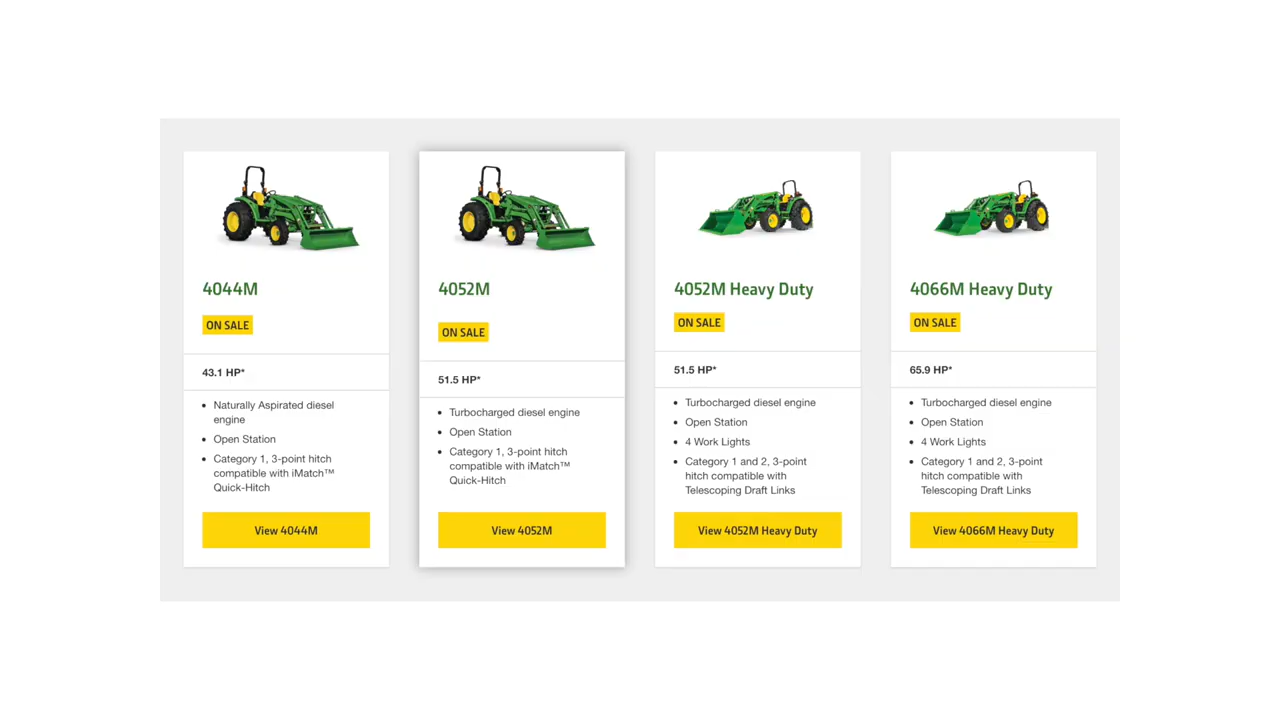 4044M
ON SALE
43.1 HP*
Naturally Aspirated diesel
engine
Open Station
Category 1, 3-point hitch
compatible with iMatch™
Quick-Hitch
View 4044M
4052M
ON SALE
51.5 HP*
Turbocharged diesel engine
Open Station
Category 1, 3-point hitch
compatible with iMatch™
Quick-Hitch
View 4052M
4052M Heavy Duty
ON SALE
51.5 HP*
Turbocharged diesel engine
Open Station
4 Work Lights
Category 1 and 2, 3-point
hitch compatible with
Telescoping Draft Links
View 4052M Heavy Duty
4066M Heavy Duty
ON SALE
65.9 HP*
Turbocharged diesel engine
Open Station
4 Work Lights
Category 1 and 2, 3-point
hitch compatible with
Telescoping Draft Links
View 4066M Heavy Duty